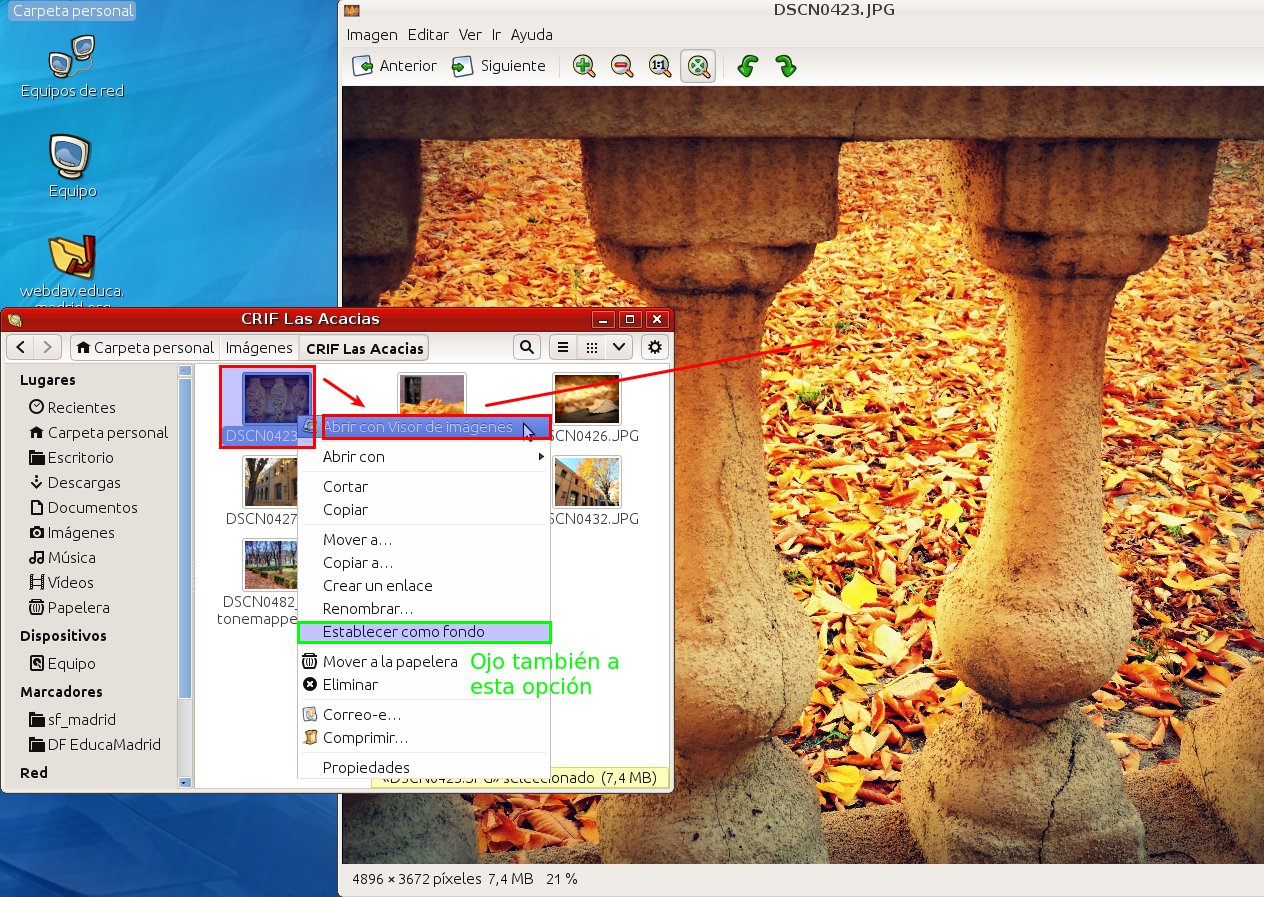 Carpeta personal
Equipos de red
Equipo
webdav.educa.
DSCN0423.JPG
Imagen Editar Ver Ir Ayuda
Anterior Siguiente 1:1
CRIF Las Acacias
Carpeta personal Imágenes CRIF Las Acacias
Lugares
Recientes
Carpeta personal
Escritorio
Descargas
Documentos
Imágenes
Música
Vídeos
Papelera
Dispositivos
Equipo
Marcadores
sf_madrid
DF EducaMadrid
Red
DSCN0423
SCN0426.JPG
DSCN0427
SCN0432.JPG
DSCN0482_
tonemappe
Abrir con Visor de imágenes
Abrir con
Cortar
Copiar
Mover a…
Copiar a…
Crear un enlace
Renombrar…
Establecer como fondo
Mover a la papelera
Eliminar
Correo-e…
Comprimir…
Propiedades
Ojo también a
esta opción
«DSCN0423.JPG» seleccionado (7,4 MB)
4896 × 3672 píxeles 7,4 MB 21 %